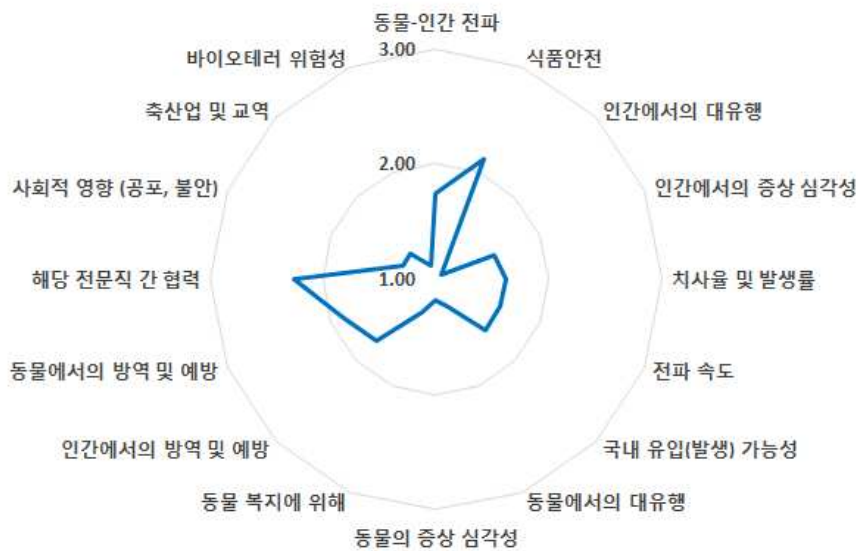 동물-인간 전파
3.00
바이오테러 위험성
식품안전
축산업 및 교역
인간에서의 대유행
2.00
사회적 영향 (공포, 불안)
인간에서의 증상 심각성
해당 전문직 간 협력
1.00
치사율 및 발생률
동물에서의 방역 및 예방
전파 속도
인간에서의 방역 및 예방
국내 유입(발생) 가능성
동물 복지에 위해
동물에서의 대유행
동물의 증상 심각성